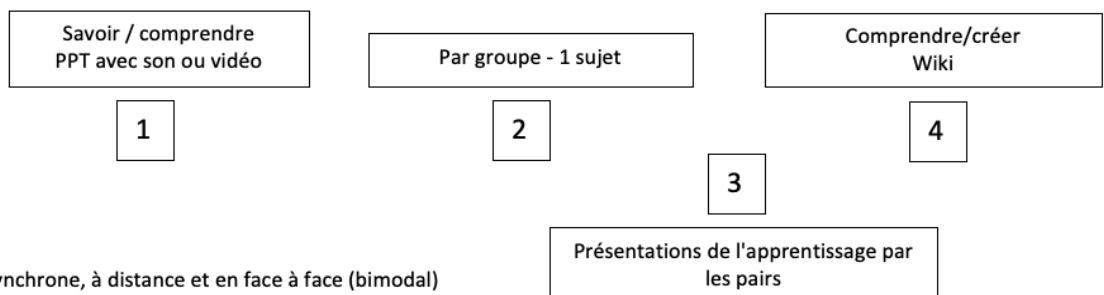 Savoir / comprendre
PPT avec son ou vidéo
Par groupe - 1 sujet
Comprendre/créer
Wiki
1
2
4
3
Présentations de l'apprentissage par
les pairs
à distance et en face à face (bimodal)